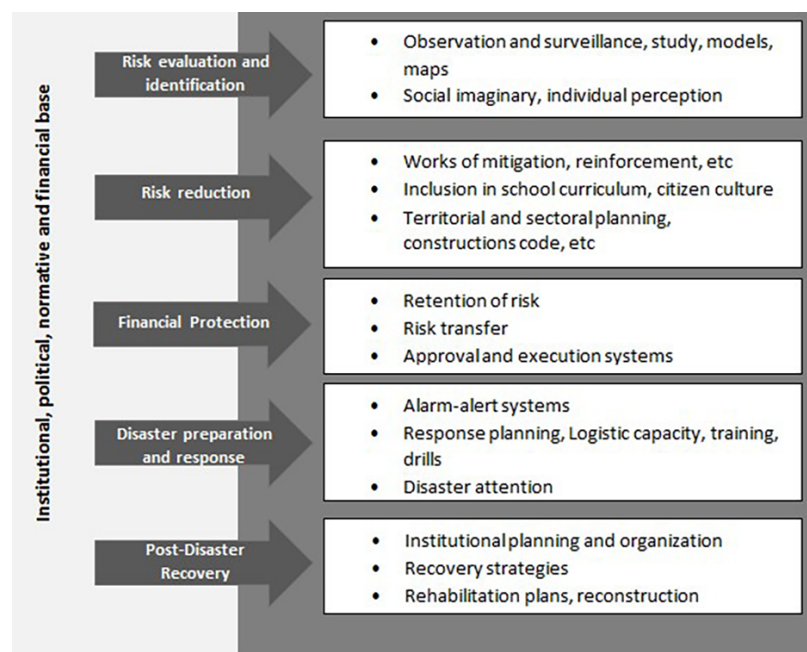 Institutional, political, normative and financial base
Risk evaluation and
identification
• Observation and surveillance, study, models,
maps
• Social imaginary, individual perception
Risk reduction
• Works of mitigation, reinforcement, etc
• Inclusion in school curriculum, citizen culture
• Territorial and sectoral planning,
constructions code, etc
Financial Protection
• Retention of risk
• Risk transfer
• Approval and execution systems
Disaster preparation
and response
• Alarm-alert systems
• Response planning, Logistic capacity, training,
drills
• Disaster attention
Post-Disaster
Recovery
• Institutional planning and organization
• Recovery strategies
• Rehabilitation plans, reconstruction